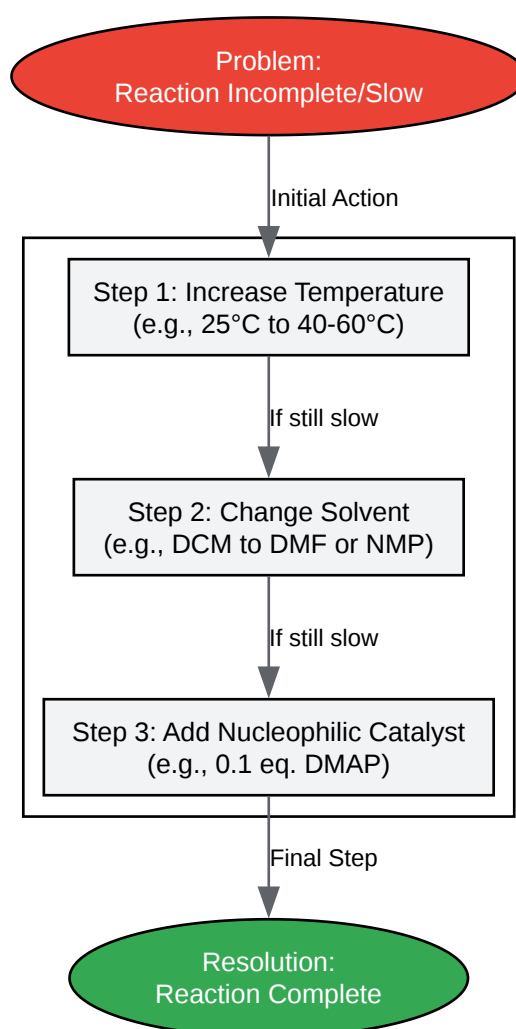 Problem:
Reaction Incomplete/Slow
Initial Action
Step 1: Increase Temperature
(e.g., 25°C to 40-60°C)
If still slow
Step 2: Change Solvent
(e.g., DCM to DMF or NMP)
If still slow
Step 3: Add Nucleophilic Catalyst
(e.g., 0.1 eq. DMAP)
Final Step
Resolution:
Reaction Complete